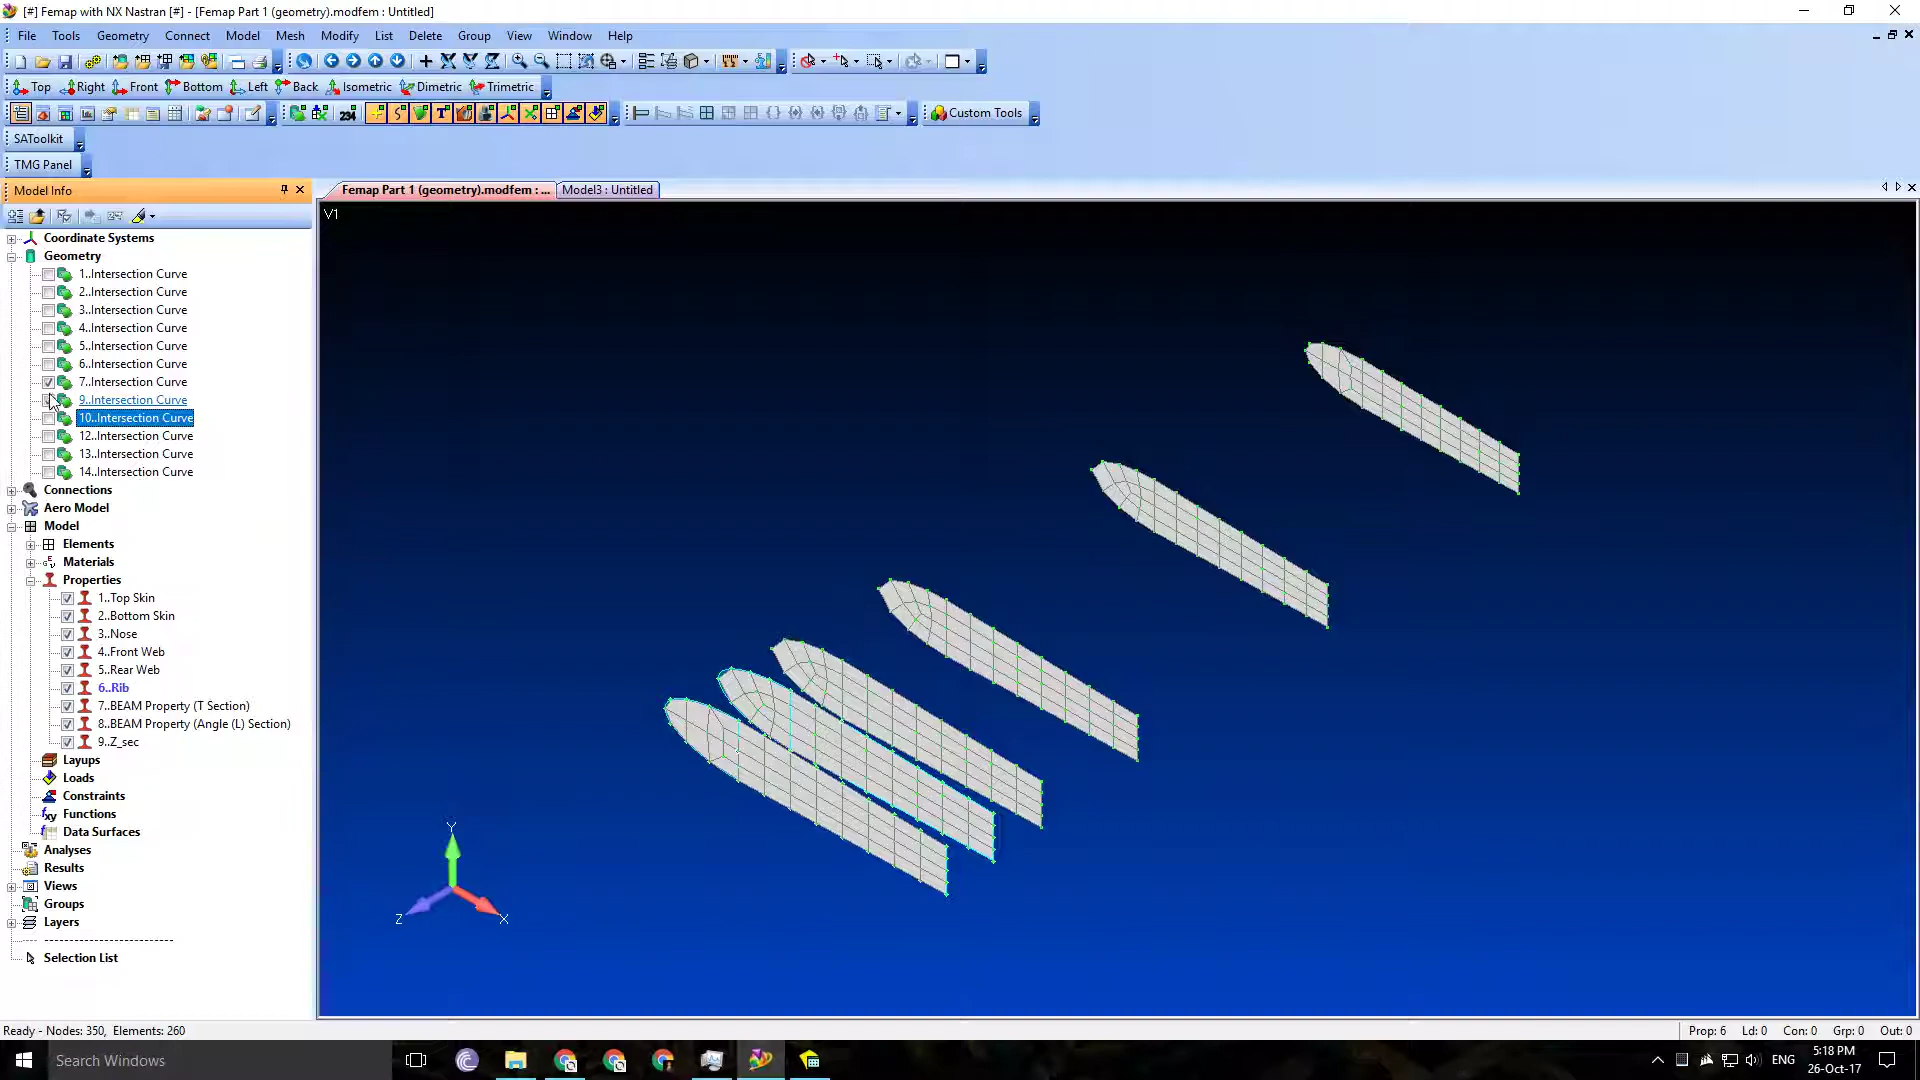 [#] Femap with NX Nastran [#] - [Femap Part 1 (geometry).modfem : Untitled]
File Tools Geometry Connect Model Mesh Modify List Delete Group View Window Help
Top Right Front Bottom Left Back Isometric Dimetric Trimetric
234 Custom Tools
SAToolkit
TMG Panel
Model Info
Femap Part 1 (geometry).modfem : ... Model3 : Untitled
V1
Coordinate Systems
Geometry
1..Intersection Curve
2..Intersection Curve
3..Intersection Curve
4..Intersection Curve
5..Intersection Curve
6..Intersection Curve
7..Intersection Curve
9..Intersection Curve
10..Intersection Curve
12..Intersection Curve
13..Intersection Curve
14..Intersection Curve
Connections
Aero Model
Model
Elements
Materials
Properties
1..Top Skin
2..Bottom Skin
3..Nose
4..Front Web
5..Rear Web
6..Rib
7..BEAM Property (T Section)
8..BEAM Property (Angle (L) Section)
9..Z_sec
Layups
Loads
Constraints
Functions
Data Surfaces
Analyses
Results
Views
Groups
Layers
Selection List
Y
Z
X
Ready - Nodes: 350, Elements: 260
Prop: 6 Ld: 0 Con: 0 Grp: 0 Out: 0
Search Windows
ENG
5:18 PM
26-Oct-17